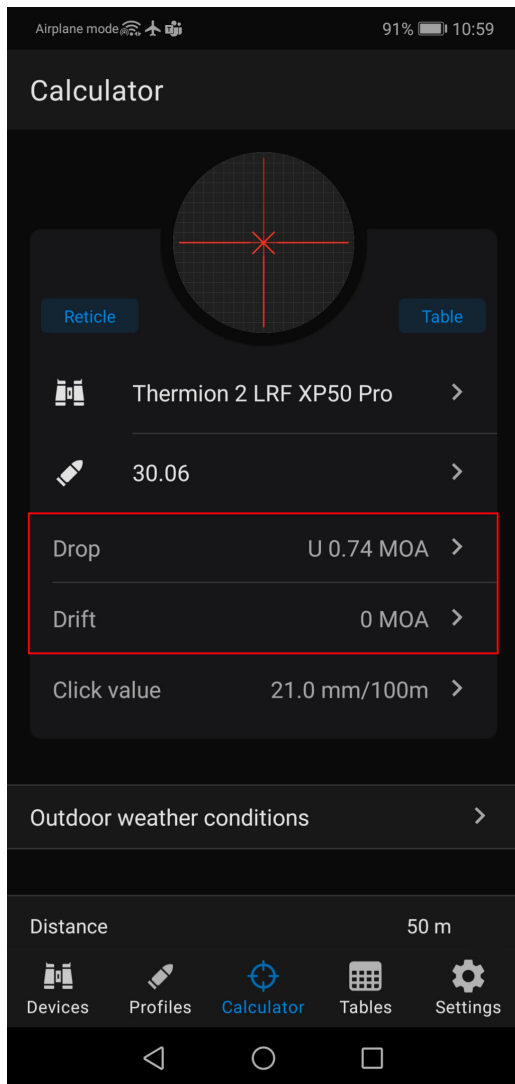 Airplane mode 91% 10:59
Calculator
Reticle Table
Thermion 2 LRF XP50 Pro
30.06
Drop U 0.74 MOA
Drift 0 MOA
Click value 21.0 mm/100m
Outdoor weather conditions
Distance 50 m
Devices Profiles Calculator Tables Settings